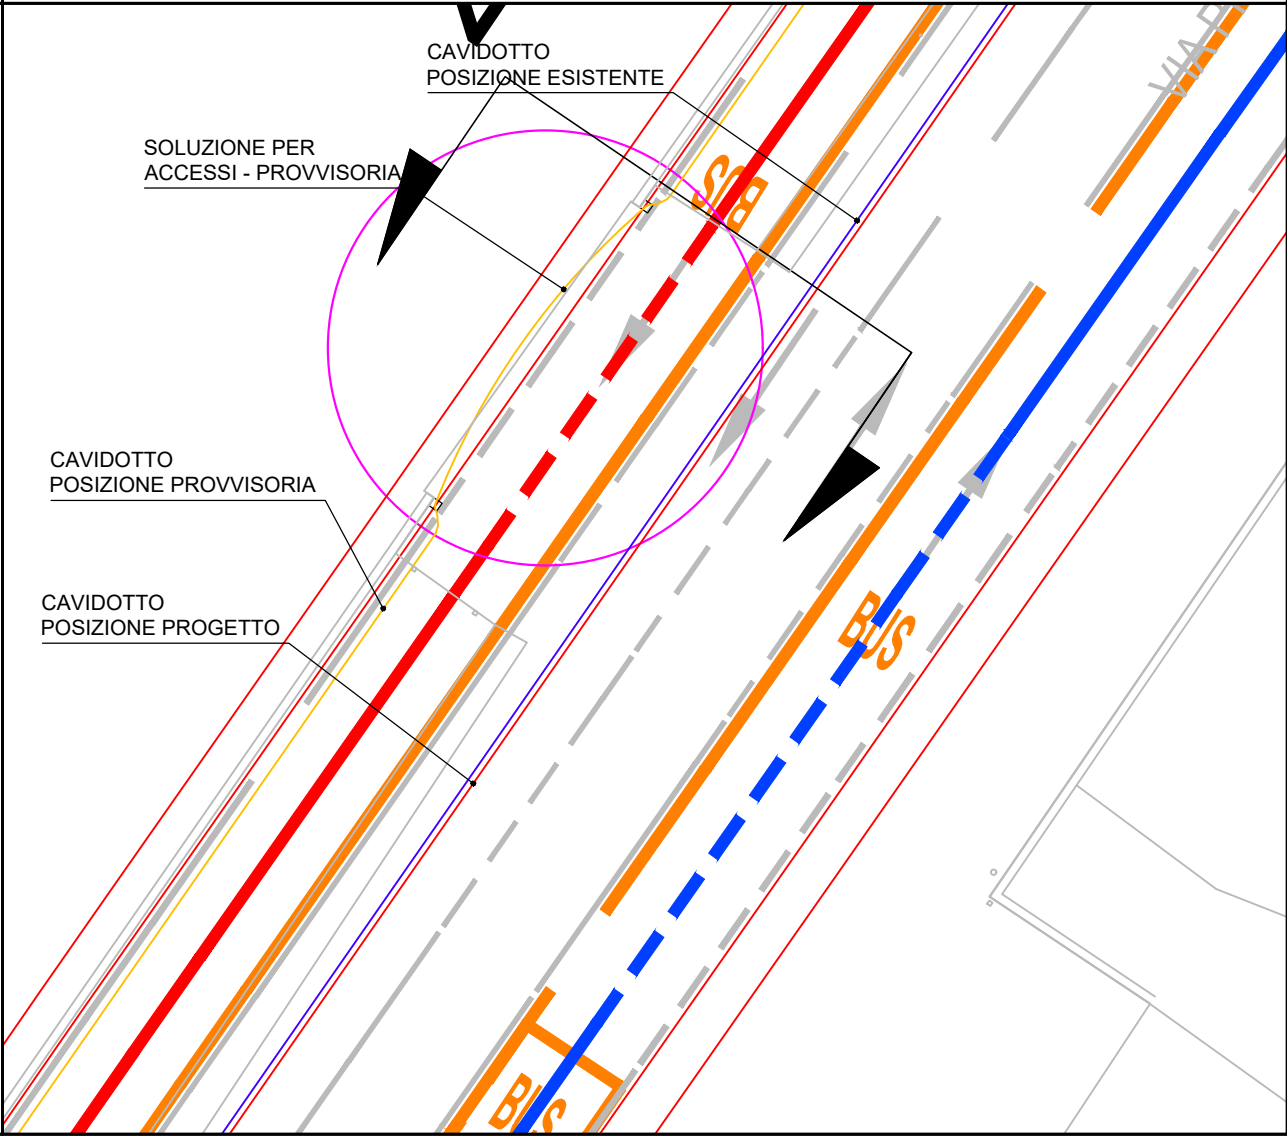 CAVIDOTTO
POSIZIONE ESISTENTE
SOLUZIONE PER
ACCESSI - PROVVISORIA
BUS
CAVIDOTTO
POSIZIONE PROVVISORIA
CAVIDOTTO
POSIZIONE PROGETTO
BUS
BUS